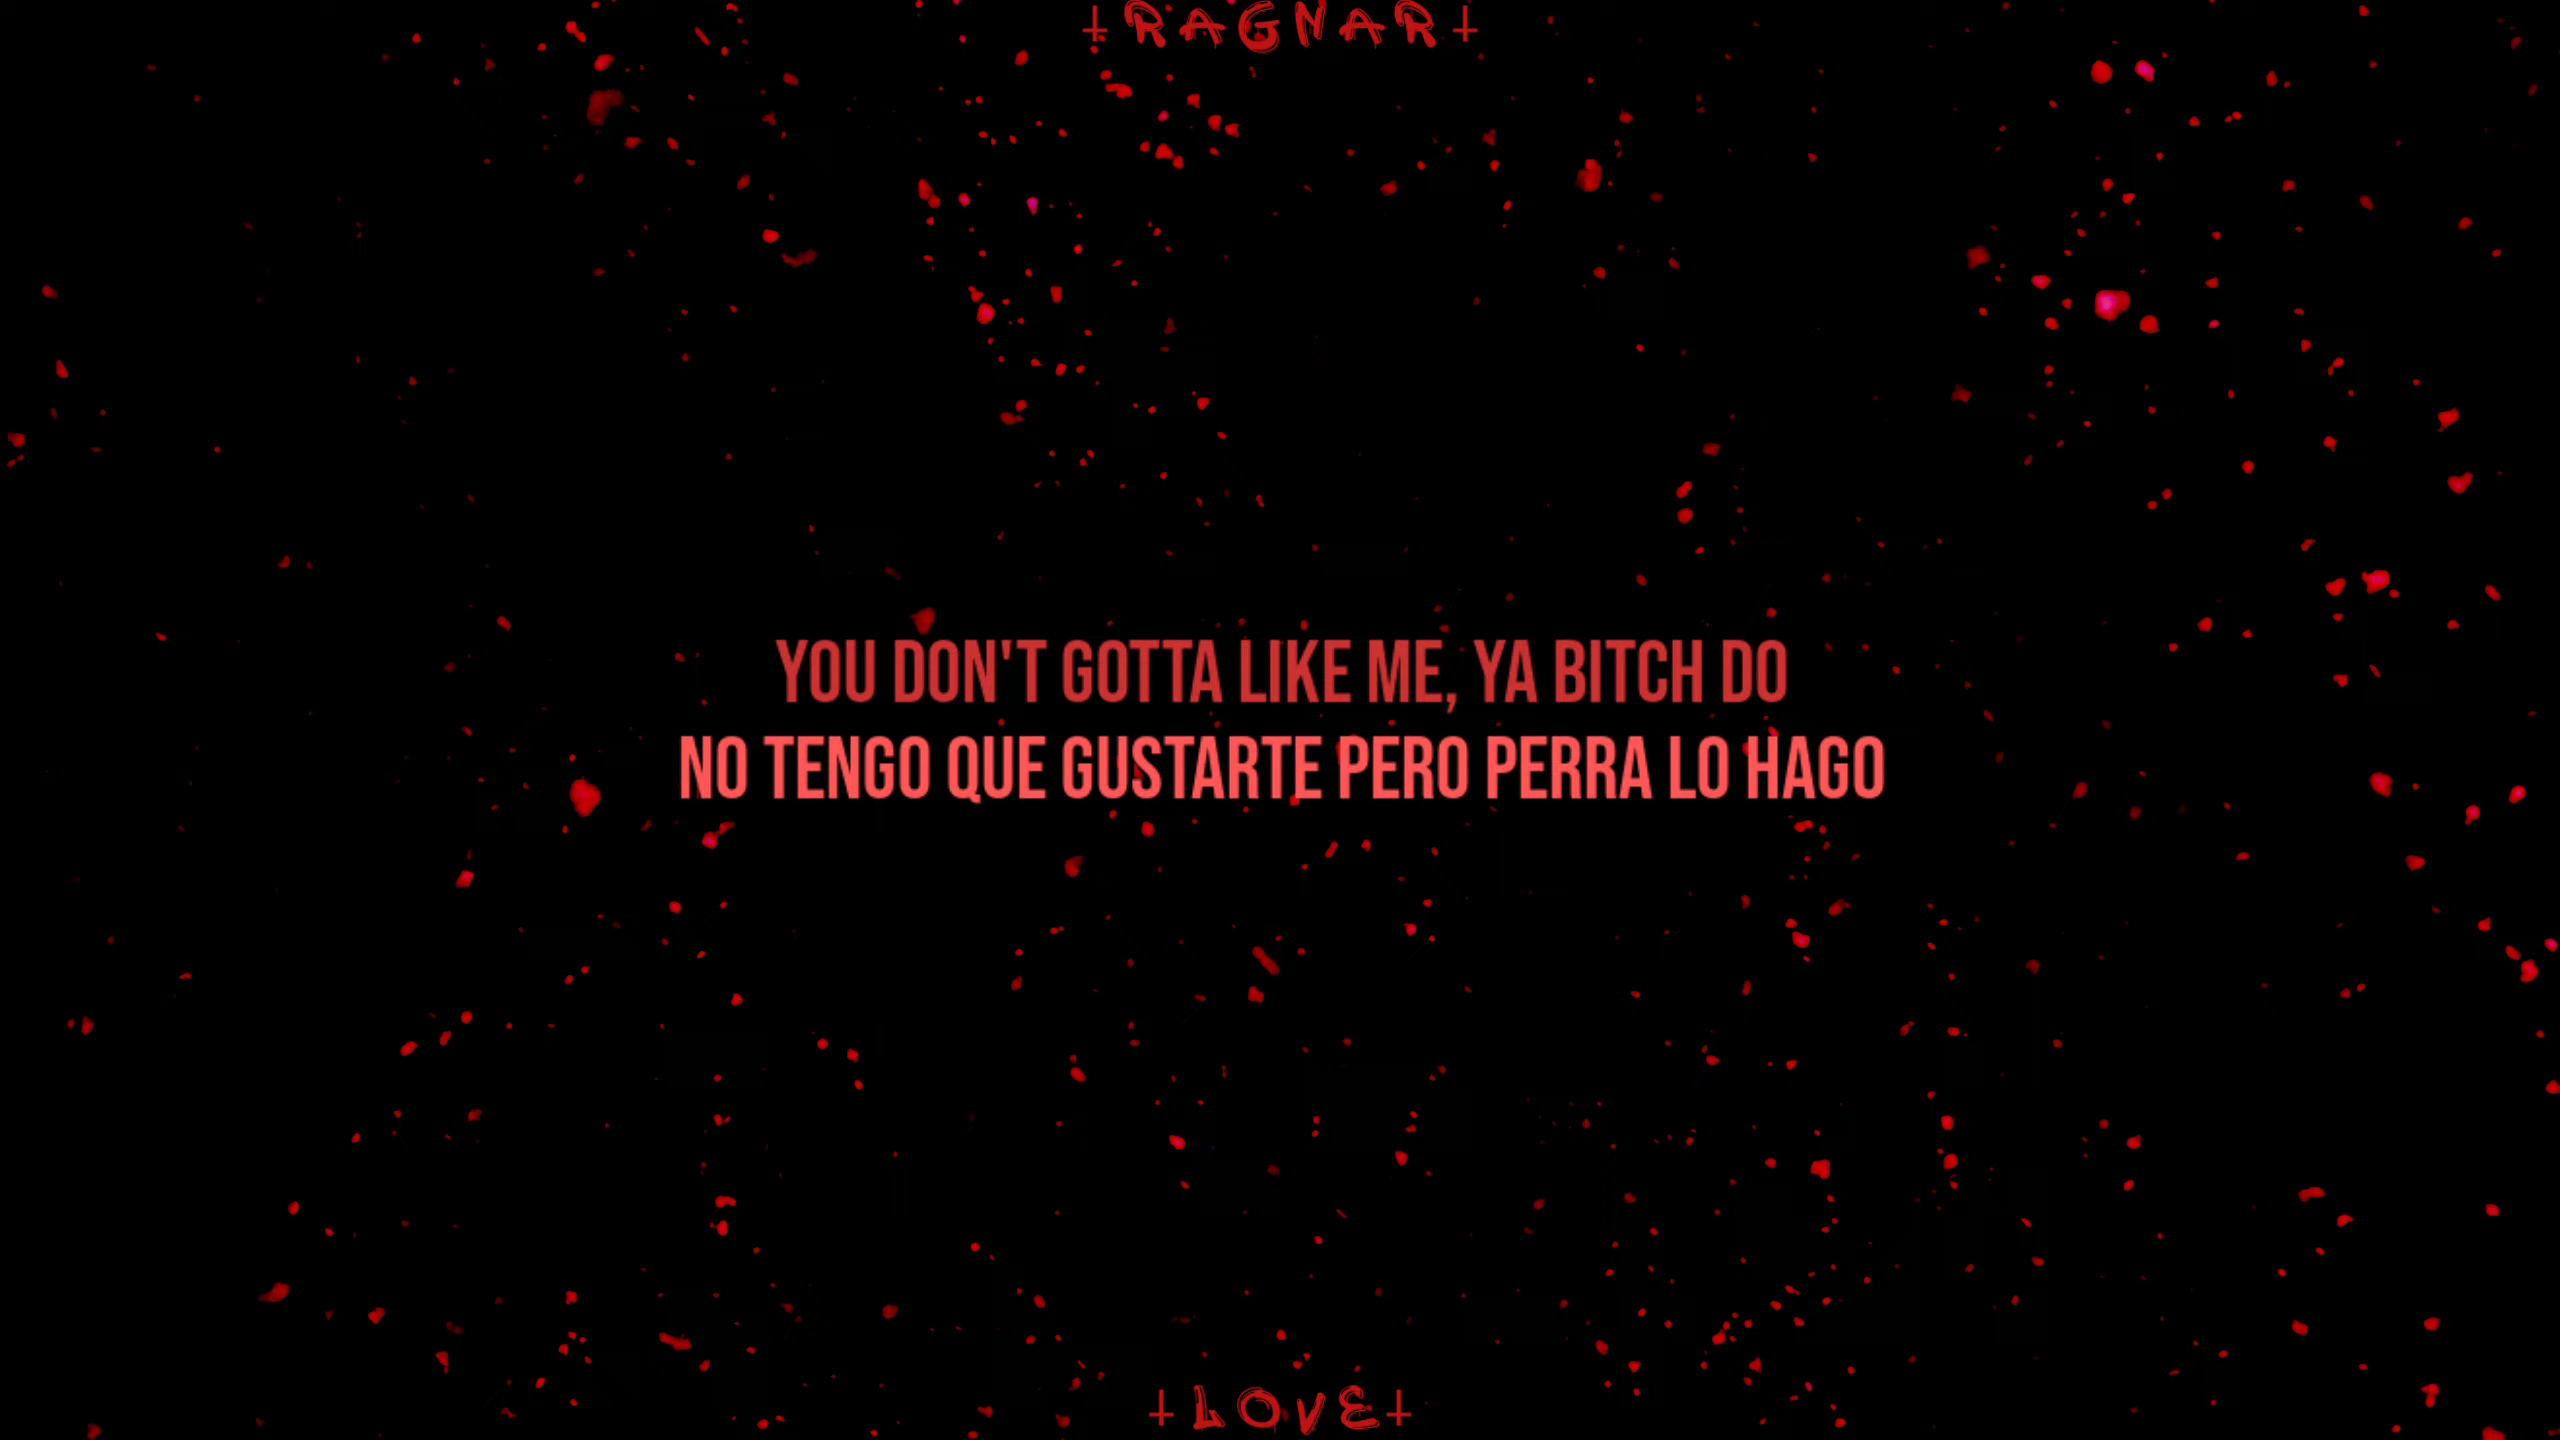 RAGNAR
YOU DON'T GOTTA LIKE ME, YA BITCH DO
NO TENGO QUE GUSTARTE PERO PERRA LO HAGO
LOVE